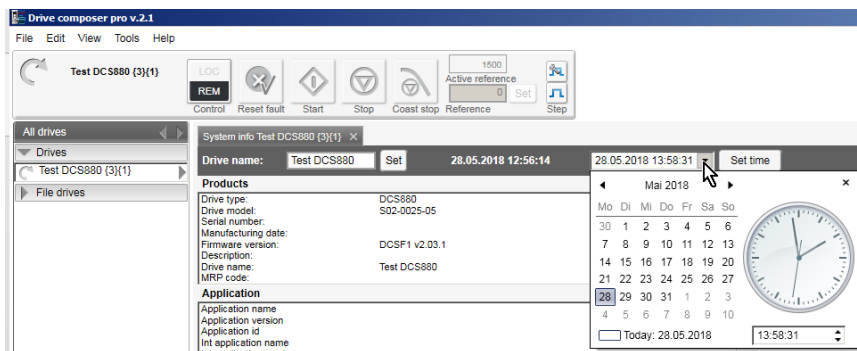 Drive composer pro v.2.1
File Edit View Tools Help
Test DCS880 {3}{1}
LOC
REM
Control Reset fault Start Stop Coast stop
1500
Active reference
0 Set
Reference
Step
All drives
Drives
Test DCS880 {3}{1}
File drives
System info Test DCS880 {3}{1}
Drive name: Test DCS880 Set 28.05.2018 12:56:14 28.05.2018 13:58:31 Set time
Products
Drive type: DCS880
Drive model: S02-0025-05
Serial number:
Manufacturing date:
Firmware version: DCSF1 v2.03.1
Description:
Drive name: Test DCS880
MRP code:
Application
Application name
Application version
Application id
Int application name
Mai 2018
Mo Di Mi Do Fr Sa So
30 1 2 3 4 5 6
7 8 9 10 11 12 13
14 15 16 17 18 19 20
21 22 23 24 25 26 27
28 29 30 31 1 2 3
4 5 6 7 8 9 10
Today: 28.05.2018
13:58:31